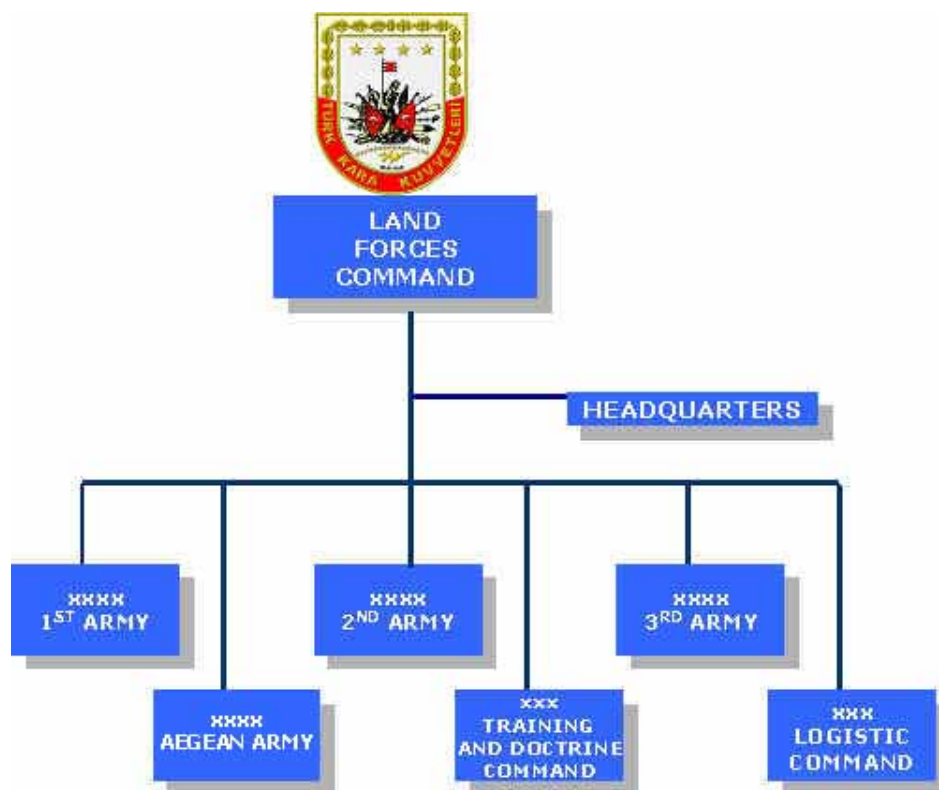 TÜRK KARA KUVVETLERİ
LAND
FORCES
COMMAND
HEADQUARTERS
xxxx
1ST ARMY
xxxx
2ND ARMY
xxxx
3RD ARMY
xxxx
AEGEAN ARMY
xxx
TRAINING
AND DOCTRINE
COMMAND
xxx
LOGISTIC
COMMAND